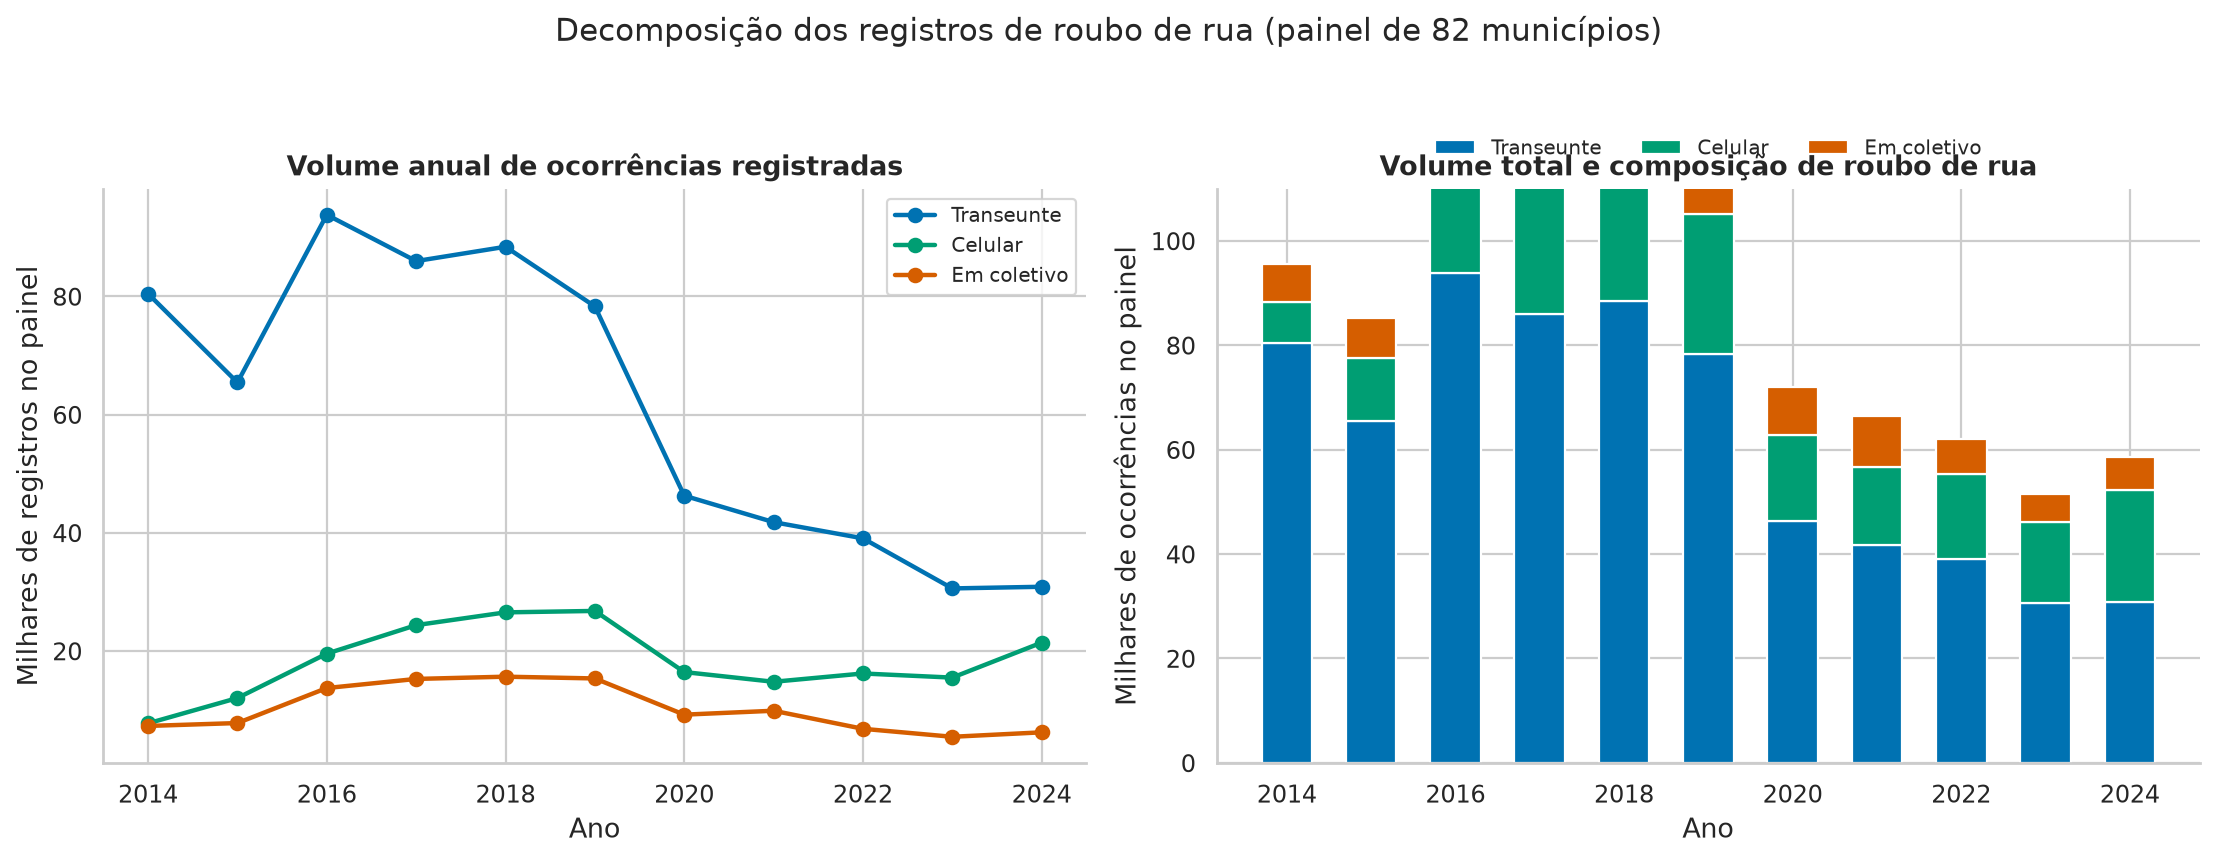 Decomposição dos registros de roubo de rua (painel de 82 municípios)
Volume anual de ocorrências registradas
Milhares de registros no painel
80
60
40
20
Transeunte
Celular
Em coletivo
2014 2016 2018 2020 2022 2024
Ano
Transeunte Celular Em coletivo
Volume total e composição de roubo de rua
Milhares de ocorrências no painel
100
80
60
40
20
0
2014 2016 2018 2020 2022 2024
Ano